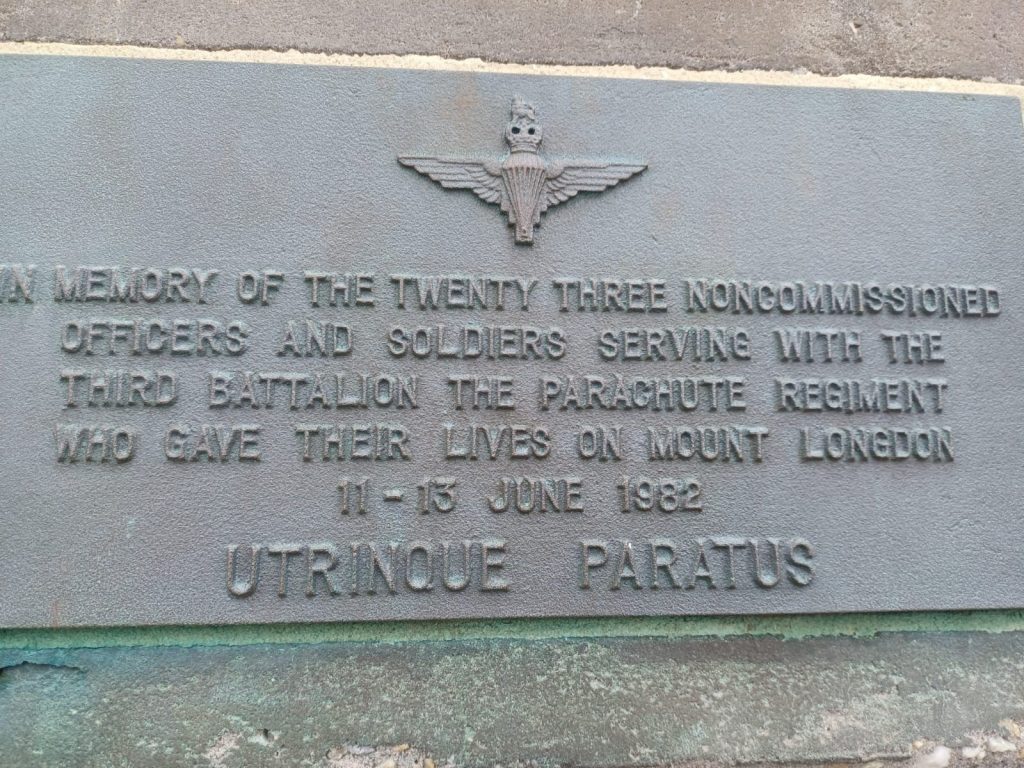 IN MEMORY OF THE TWENTY THREE NONCOMMISSIONED
OFFICERS AND SOLDIERS SERVING WITH THE
THIRD BATTALION THE PARACHUTE REGIMENT
WHO GAVE THEIR LIVES ON MOUNT LONGDON
11 - 13 JUNE 1982
UTRINQUE PARATUS